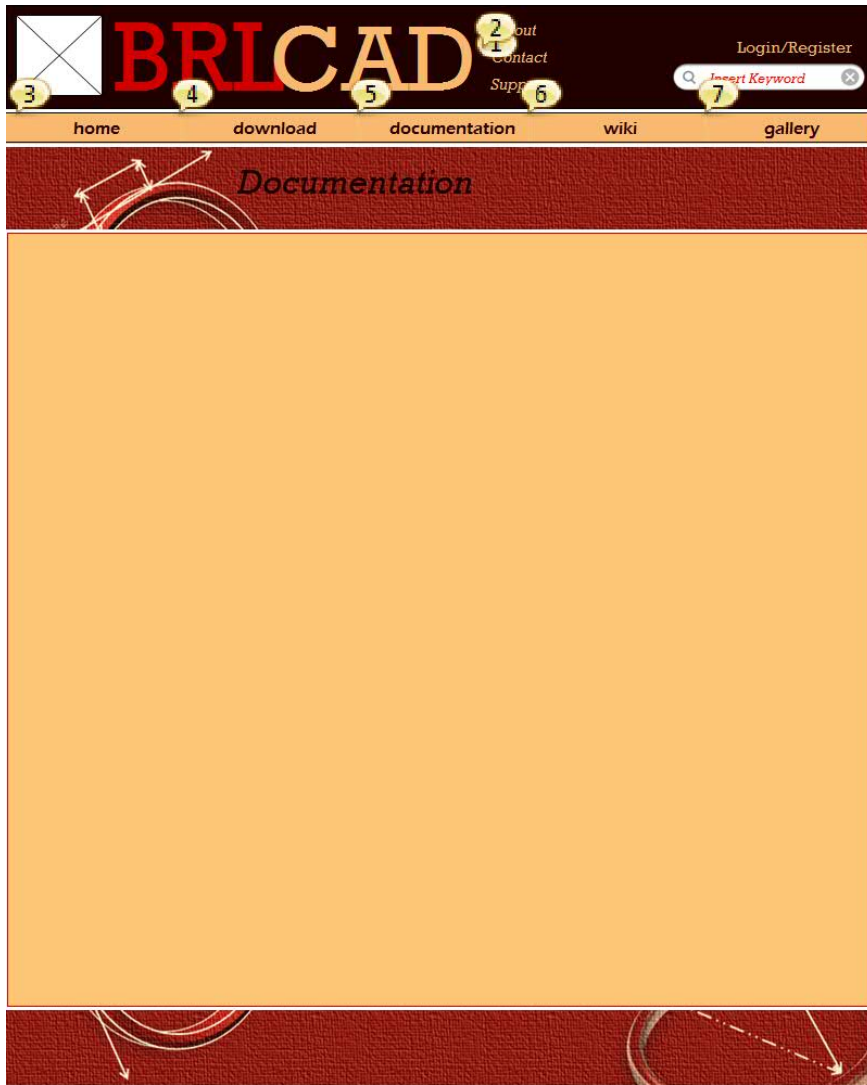 BRLCAD
2
1
Contact
Login/Register
Insert Keyword
3
4
5
6
7
home download documentation wiki gallery
Documentation